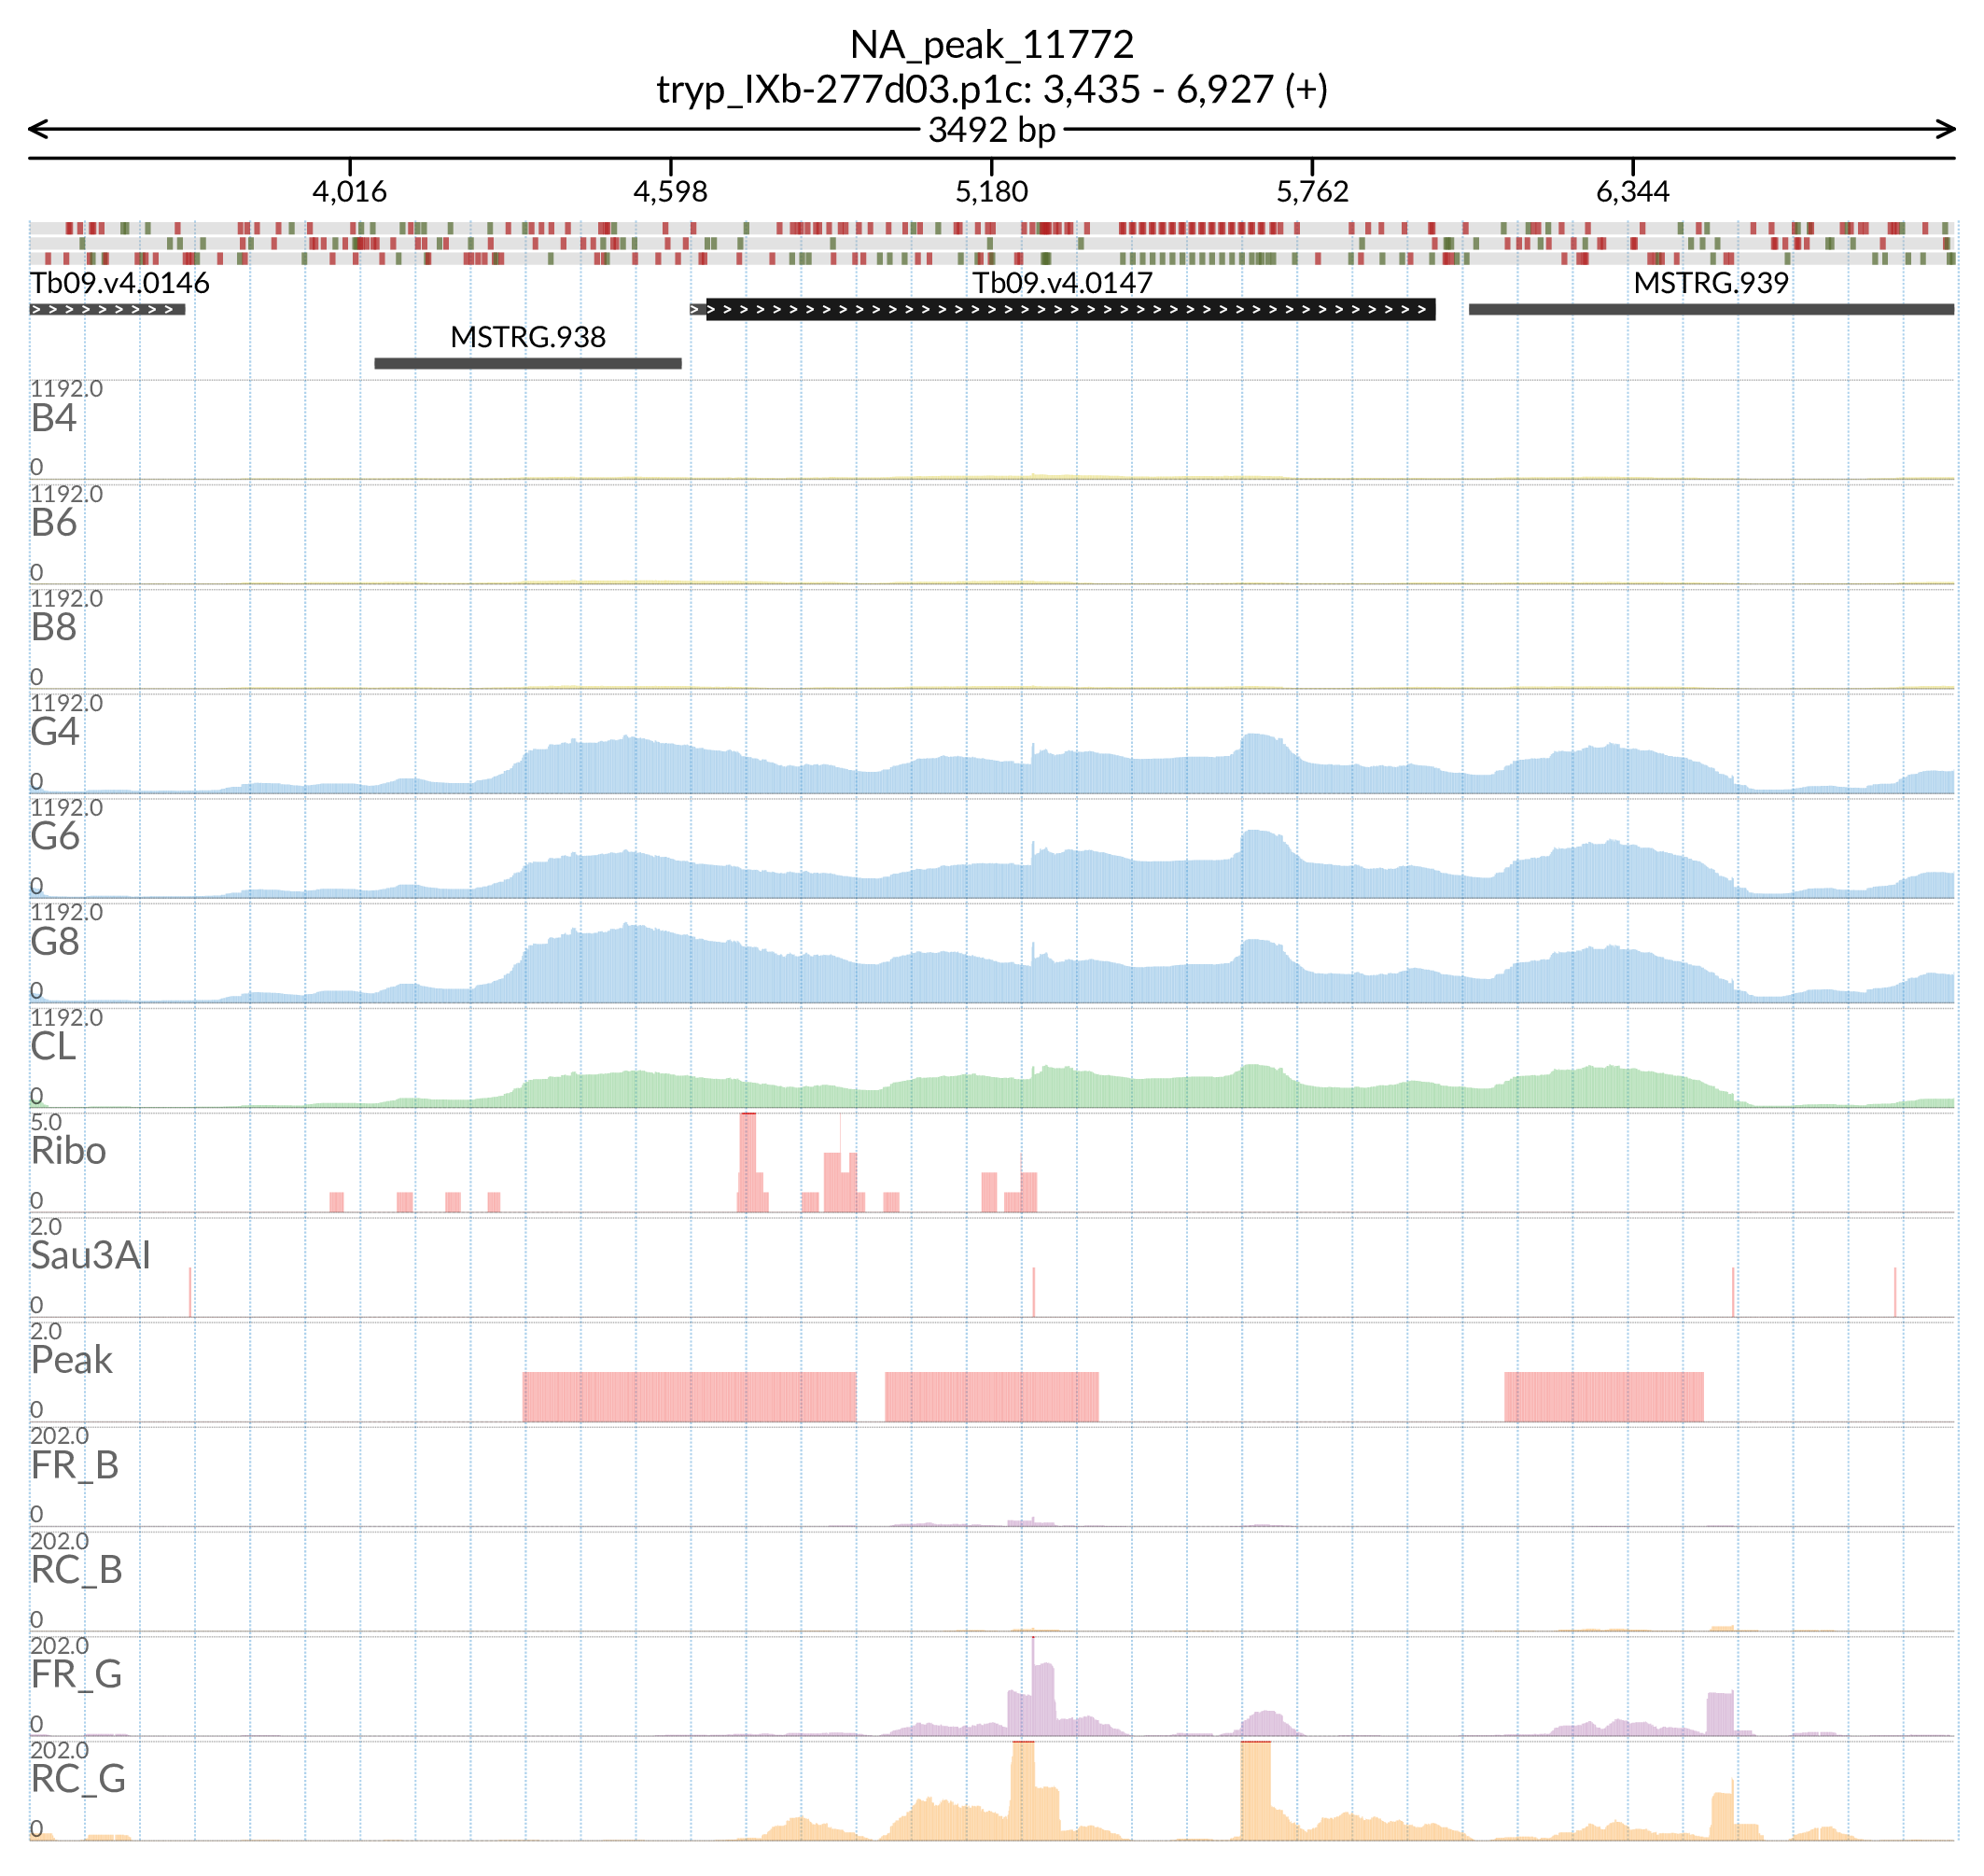 NA_peak_11772
tryp_IXb-277d03.p1c: 3,435 - 6,927 (+)
3492 bp
4,016 4,598 5,180 5,762 6,344
Tb09.v4.0146 Tb09.v4.0147 MSTRG.939
MSTRG.938
1192.0
B4
0
1192.0
B6
0
1192.0
B8
0
1192.0
G4
0
1192.0
G6
0
1192.0
G8
0
1192.0
CL
0
5.0
Ribo
0
2.0
Sau3AI
0
2.0
Peak
0
202.0
FR_B
0
202.0
RC_B
0
202.0
FR_G
0
202.0
RC_G
0